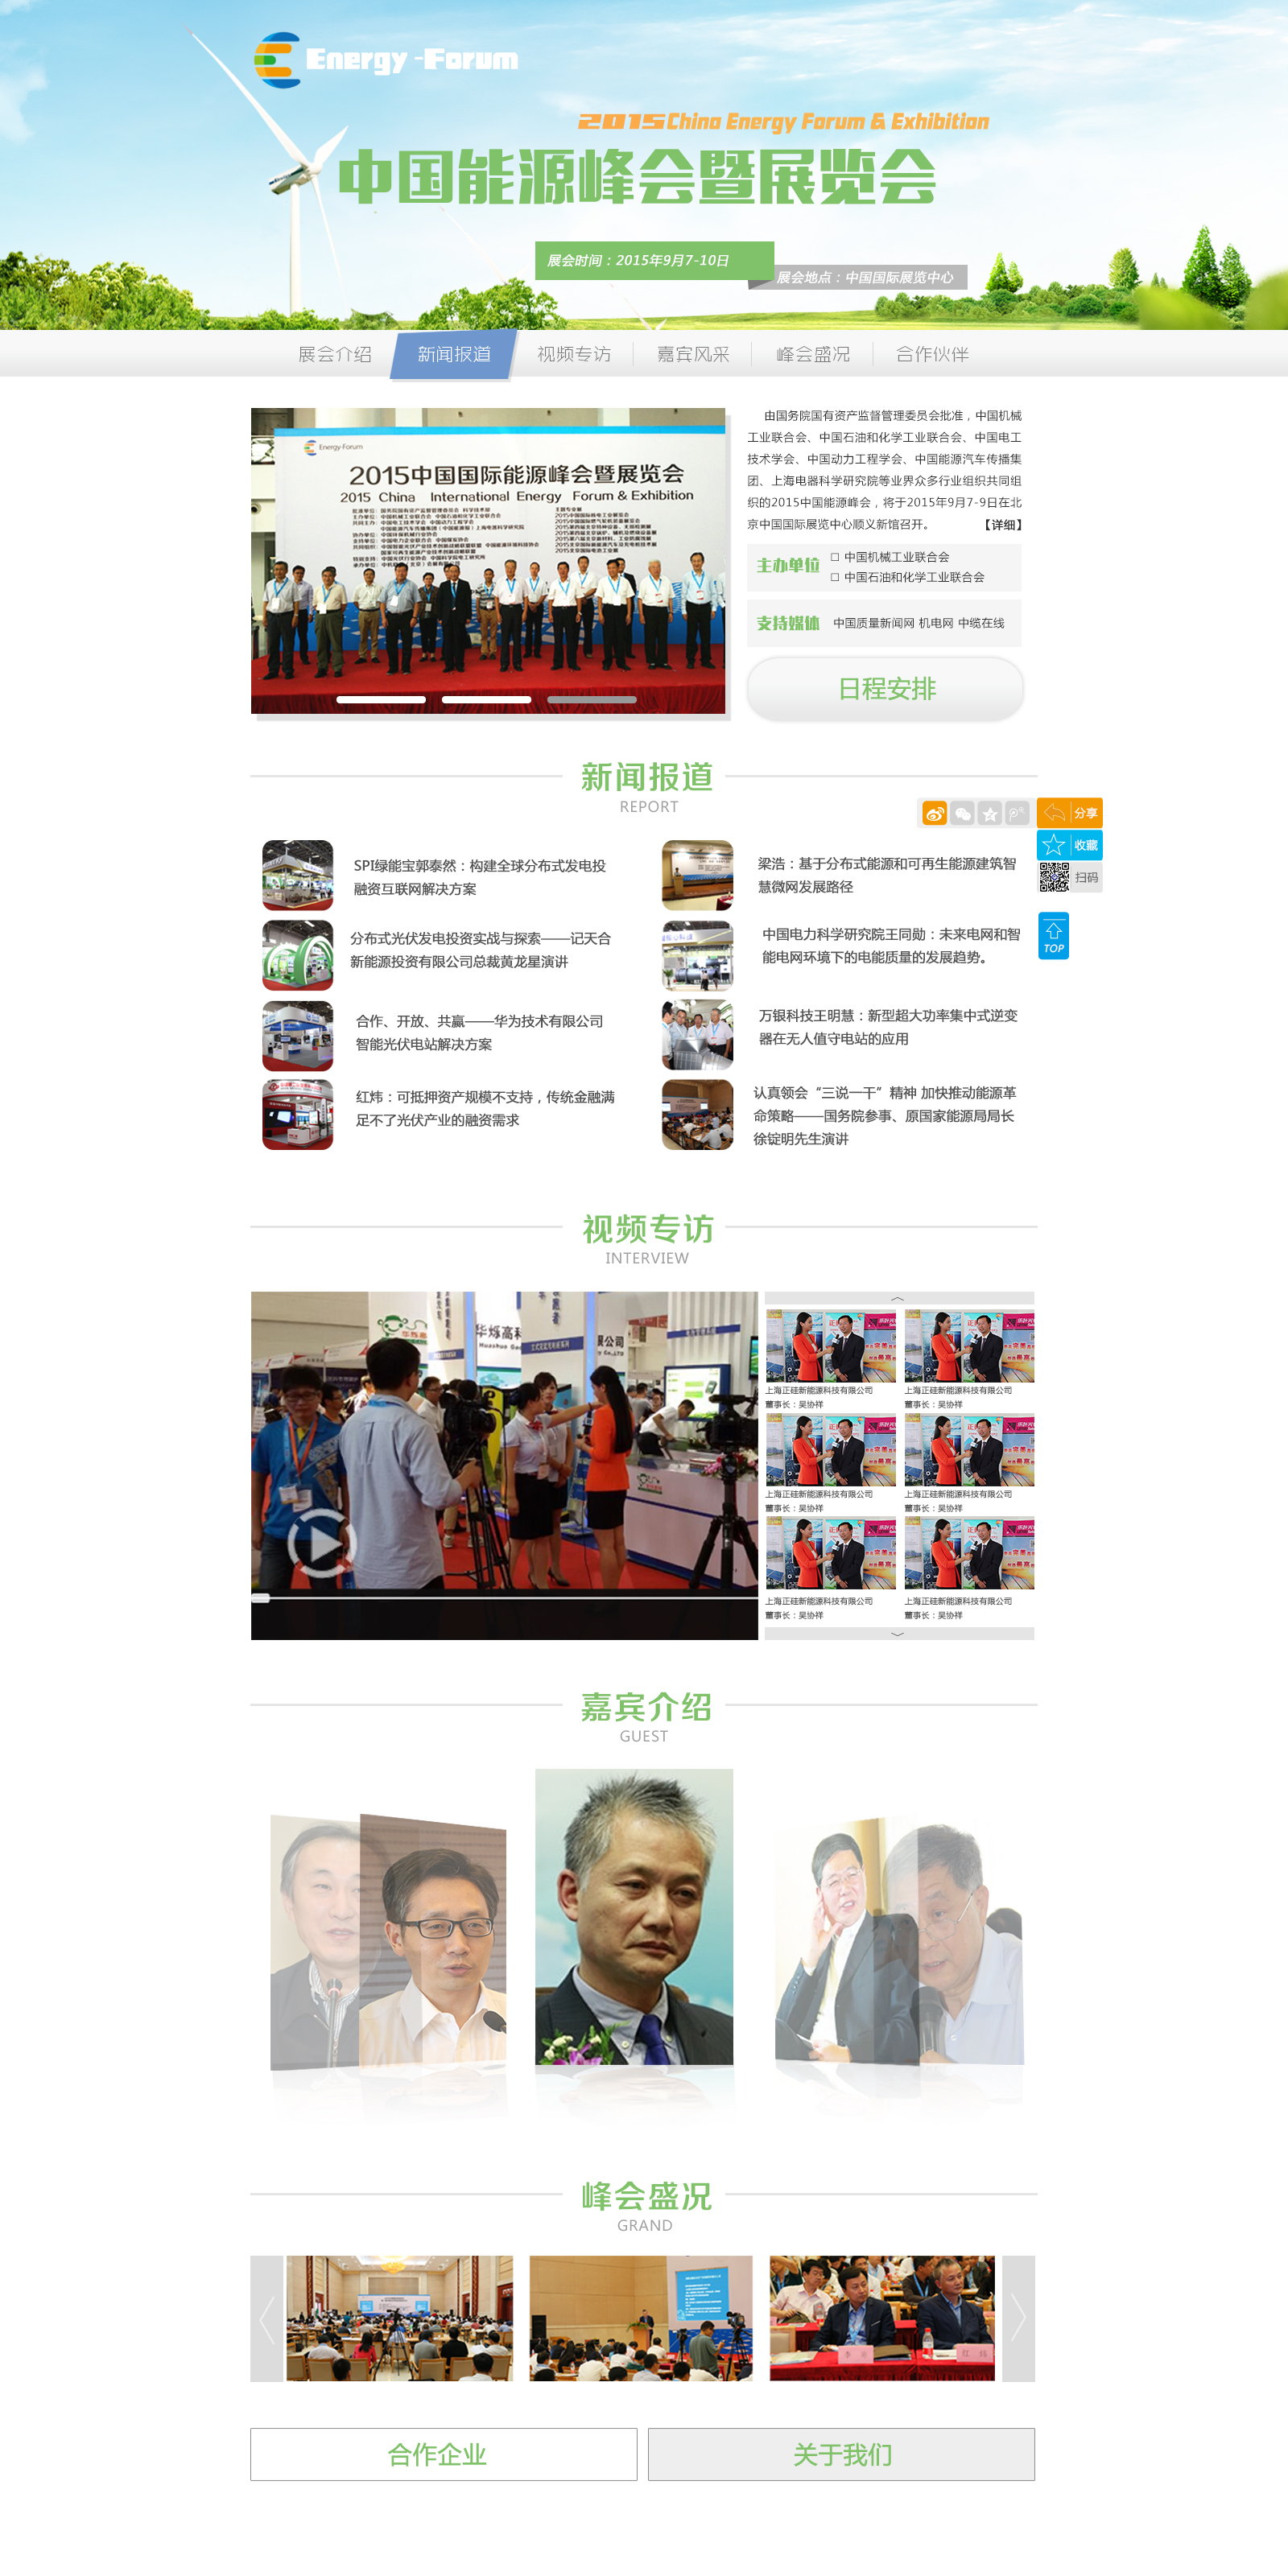 Energy-Forum
2015 China Energy Forum & Exhibition
中国能源峰会暨展览会
展会时间：2015年9月7-10日
展会地点：中国国际展览中心
展会介绍
新闻报道
视频专访
嘉宾风采
峰会盛况
合作伙伴
Energy-Forum
2015中国国际能源峰会暨展览会
2015 China International Energy Forum & Exhibition
由国务院国有资产监督管理委员会批准，中国机械
工业联合会、中国石油和化学工业联合会、中国电工
技术学会、中国动力工程学会、中国能源汽车传播集
团、上海电器科学研究院等业界众多行业组织共同组
织的2015中国能源峰会，将于2015年9月7-9日在北
京中国国际展览中心顺义新馆召开。 【详细】
主办单位
□ 中国机械工业联合会
□ 中国石油和化学工业联合会
支持媒体
中国质量新闻网 机电网 中缆在线
日程安排
新闻报道
REPORT
分享
收藏
扫码
TOP
SPI绿能宝郭泰然：构建全球分布式发电投
融资互联网解决方案
梁浩：基于分布式能源和可再生能源建筑智
慧微网发展路径
分布式光伏发电投资实战与探索——记天合
新能源投资有限公司总裁黄龙星演讲
中国电力科学研究院王同勋：未来电网和智
能电网环境下的电能质量的发展趋势。
合作、开放、共赢——华为技术有限公司
智能光伏电站解决方案
万银科技王明慧：新型超大功率集中式逆变
器在无人值守电站的应用
红炜：可抵押资产规模不支持，传统金融满
足不了光伏产业的融资需求
认真领会“三说一干”精神 加快推动能源革
命策略——国务院参事、原国家能源局局长
徐锭明先生演讲
视频专访
INTERVIEW
华烁高科
上海正硅新能源科技有限公司
董事长：吴协祥
上海正硅新能源科技有限公司
董事长：吴协祥
上海正硅新能源科技有限公司
董事长：吴协祥
上海正硅新能源科技有限公司
董事长：吴协祥
上海正硅新能源科技有限公司
董事长：吴协祥
上海正硅新能源科技有限公司
董事长：吴协祥
嘉宾介绍
GUEST
峰会盛况
GRAND
合作企业
关于我们